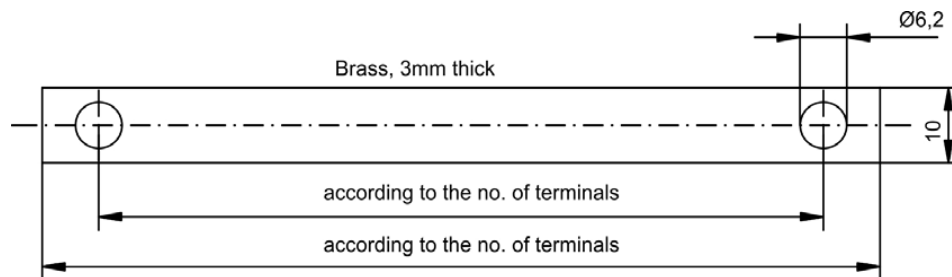 Ø6,2
Brass, 3mm thick
10
according to the no. of terminals
according to the no. of terminals